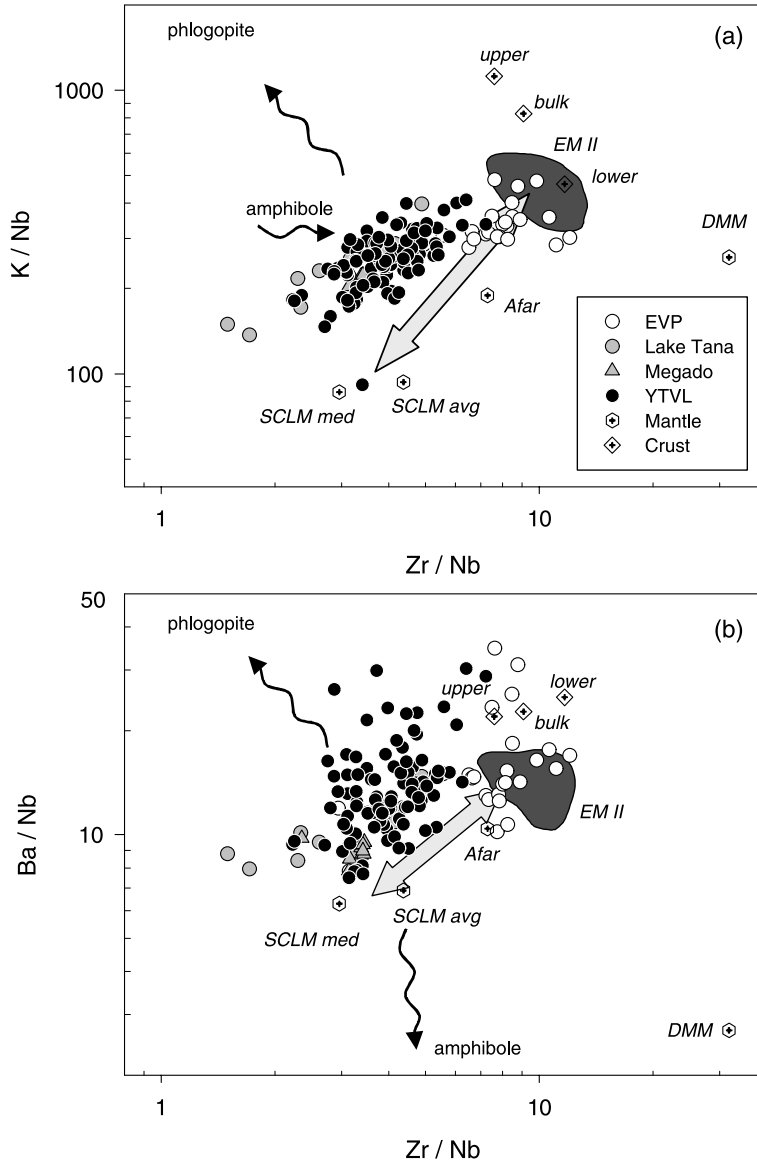 (a)
phlogopite
upper
bulk
1000
EM II
lower
amphibole
DMM
K / Nb
Afar
EVP
Lake Tana
Megado
YTVL
Mantle
Crust
100
SCLM med
SCLM avg
1
10
Zr / Nb
50
(b)
phlogopite
upper
lower
bulk
EM II
10
Afar
Ba / Nb
SCLM med
SCLM avg
DMM
amphibole
1
10
Zr / Nb